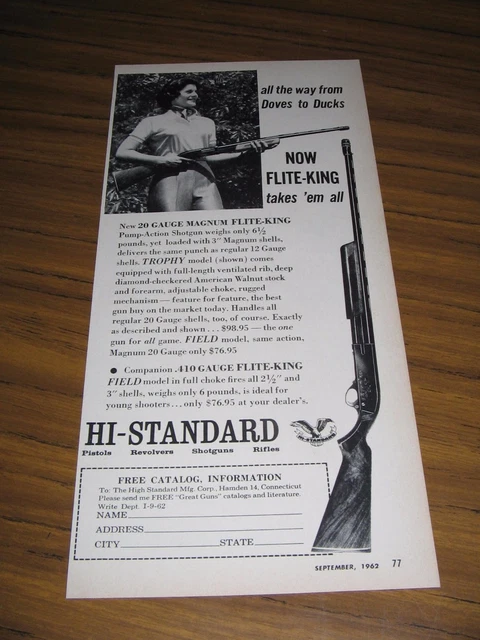 all the way from
Doves to Ducks
NOW
FLITE-KING
takes 'em all
New 20 GAUGE MAGNUM FLITE-KING
Pump-Action Shotgun weighs only 6½
pounds, yet loaded with 3" Magnum shells,
delivers the same punch as regular 12 Gauge
shells. TROPHY model (shown) comes
equipped with full-length ventilated rib, deep
diamond-checkered American Walnut stock
and forearm, adjustable choke, rugged
mechanism — feature for feature, the best
gun buy on the market today. Handles all
regular 20 Gauge shells, too, of course. Exactly
as described and shown . . . $98.95 — the one
gun for all game. FIELD model, same action,
Magnum 20 Gauge only $76.95
● Companion .410 GAUGE FLITE-KING
FIELD model in full choke fires all 2½" and
3" shells, weighs only 6 pounds, is ideal for
young shooters . . . only $76.95 at your dealer's.
HI-STANDARD
Pistols Revolvers Shotguns Rifles
HI-STANDARD
FREE CATALOG, INFORMATION
To: The High Standard Mfg. Corp., Hamden 14, Connecticut
Please send me FREE "Great Guns" catalogs and literature.
Write Dept. J-9-62
NAME
ADDRESS
CITY STATE
SEPTEMBER, 1962 77